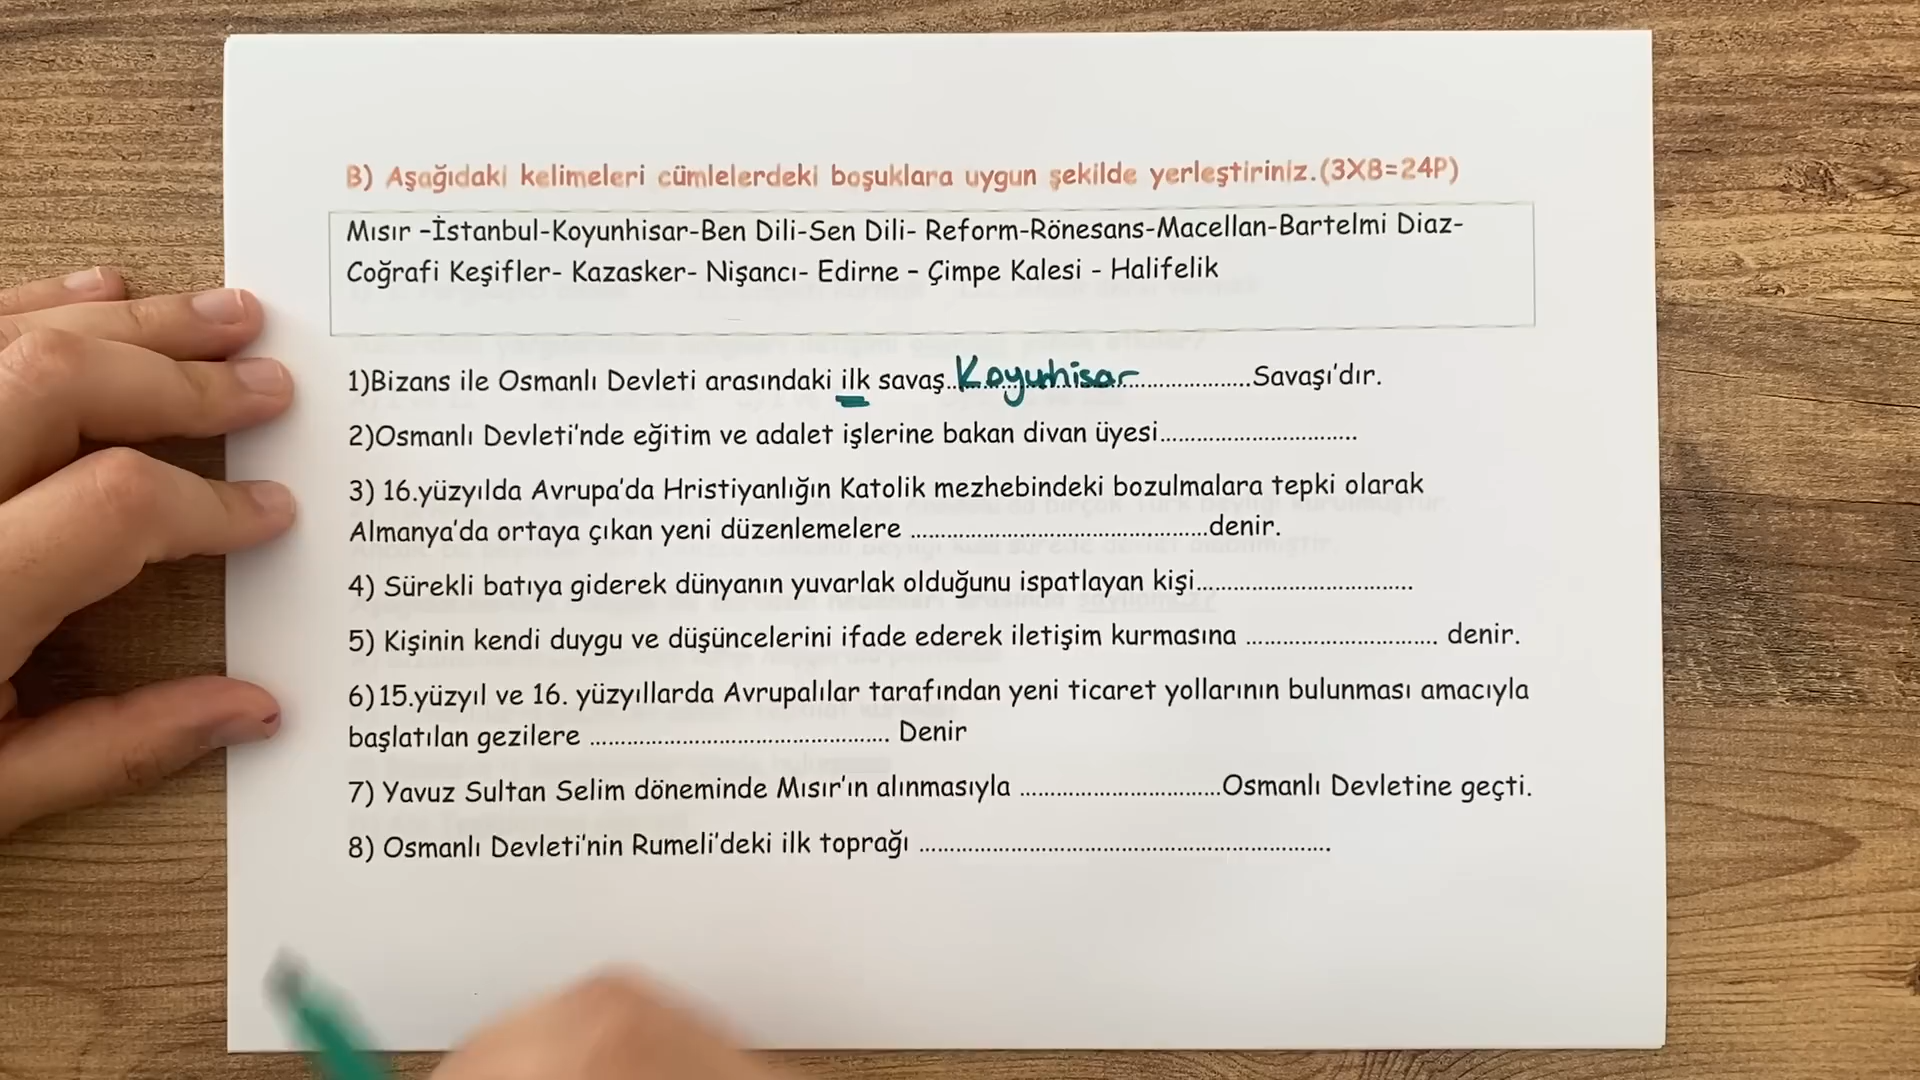 B) Aşağıdaki kelimeleri cümlelerdeki boşuklara uygun şekilde yerleştiriniz.(3X8=24P)
Mısır –İstanbul-Koyunhisar-Ben Dili-Sen Dili- Reform-Rönesans-Macellan-Bartelmi Diaz-
Coğrafi Keşifler- Kazasker- Nişancı- Edirne – Çimpe Kalesi - Halifelik
1)Bizans ile Osmanlı Devleti arasındaki ilk savaş..Koyunhisar....................Savaşı'dır.
2)Osmanlı Devleti'nde eğitim ve adalet işlerine bakan divan üyesi................................
3) 16.yüzyılda Avrupa'da Hristiyanlığın Katolik mezhebindeki bozulmalara tepki olarak
Almanya'da ortaya çıkan yeni düzenlemelere ................................................denir.
4) Sürekli batıya giderek dünyanın yuvarlak olduğunu ispatlayan kişi...................................
5) Kişinin kendi duygu ve düşüncelerini ifade ederek iletişim kurmasına ............................... denir.
6)15.yüzyıl ve 16. yüzyıllarda Avrupalılar tarafından yeni ticaret yollarının bulunması amacıyla
başlatılan gezilere ................................................ Denir
7) Yavuz Sultan Selim döneminde Mısır'ın alınmasıyla ................................Osmanlı Devletine geçti.
8) Osmanlı Devleti'nin Rumeli'deki ilk toprağı ..................................................................